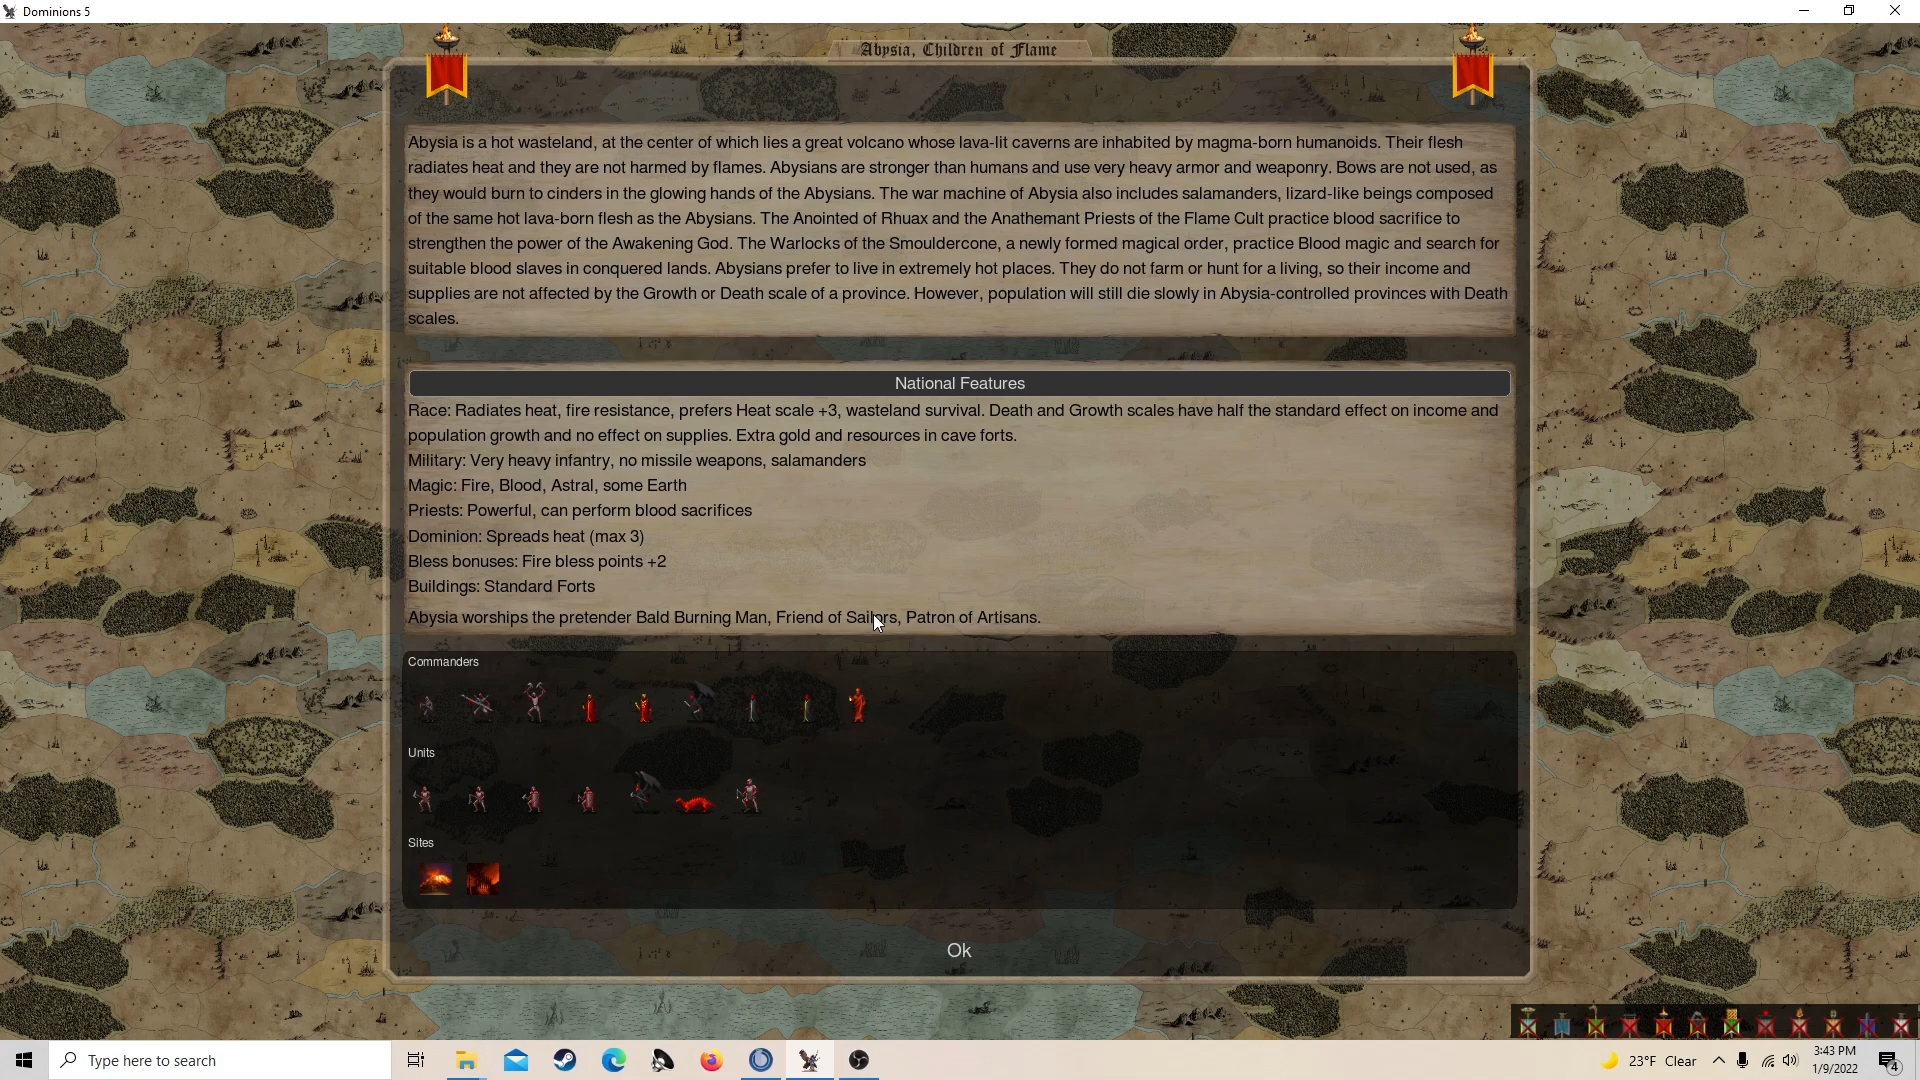 Dominions 5
Abysia, Children of Flame
Abysia is a hot wasteland, at the center of which lies a great volcano whose lava-lit caverns are inhabited by magma-born humanoids. Their flesh
radiates heat and they are not harmed by flames. Abysians are stronger than humans and use very heavy armor and weaponry. Bows are not used, as
they would burn to cinders in the glowing hands of the Abysians. The war machine of Abysia also includes salamanders, lizard-like beings composed
of the same hot lava-born flesh as the Abysians. The Anointed of Rhuax and the Anathemant Priests of the Flame Cult practice blood sacrifice to
strengthen the power of the Awakening God. The Warlocks of the Smouldercone, a newly formed magical order, practice Blood magic and search for
suitable blood slaves in conquered lands. Abysians prefer to live in extremely hot places. They do not farm or hunt for a living, so their income and
supplies are not affected by the Growth or Death scale of a province. However, population will still die slowly in Abysia-controlled provinces with Death
scales.
National Features
Race: Radiates heat, fire resistance, prefers Heat scale +3, wasteland survival. Death and Growth scales have half the standard effect on income and
population growth and no effect on supplies. Extra gold and resources in cave forts.
Military: Very heavy infantry, no missile weapons, salamanders
Magic: Fire, Blood, Astral, some Earth
Priests: Powerful, can perform blood sacrifices
Dominion: Spreads heat (max 3)
Bless bonuses: Fire bless points +2
Buildings: Standard Forts
Abysia worships the pretender Bald Burning Man, Friend of Sailors, Patron of Artisans.
Commanders
Units
Sites
Ok
Type here to search
23°F Clear
3:43 PM
1/9/2022
4